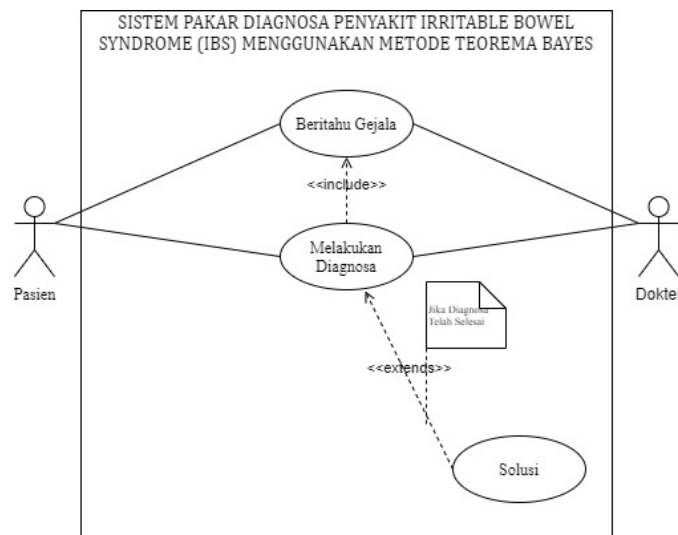 SISTEM PAKAR DIAGNOSA PENYAKIT IRRITABLE BOWEL
SYNDROME (IBS) MENGGUNAKAN METODE TEOREMA BAYES
Beritahu Gejala
<<include>>
Melakukan
Diagnosa
Pasien
Dokter
Jika Diagnosa
Telah Selesai
<<extends>>
Solusi